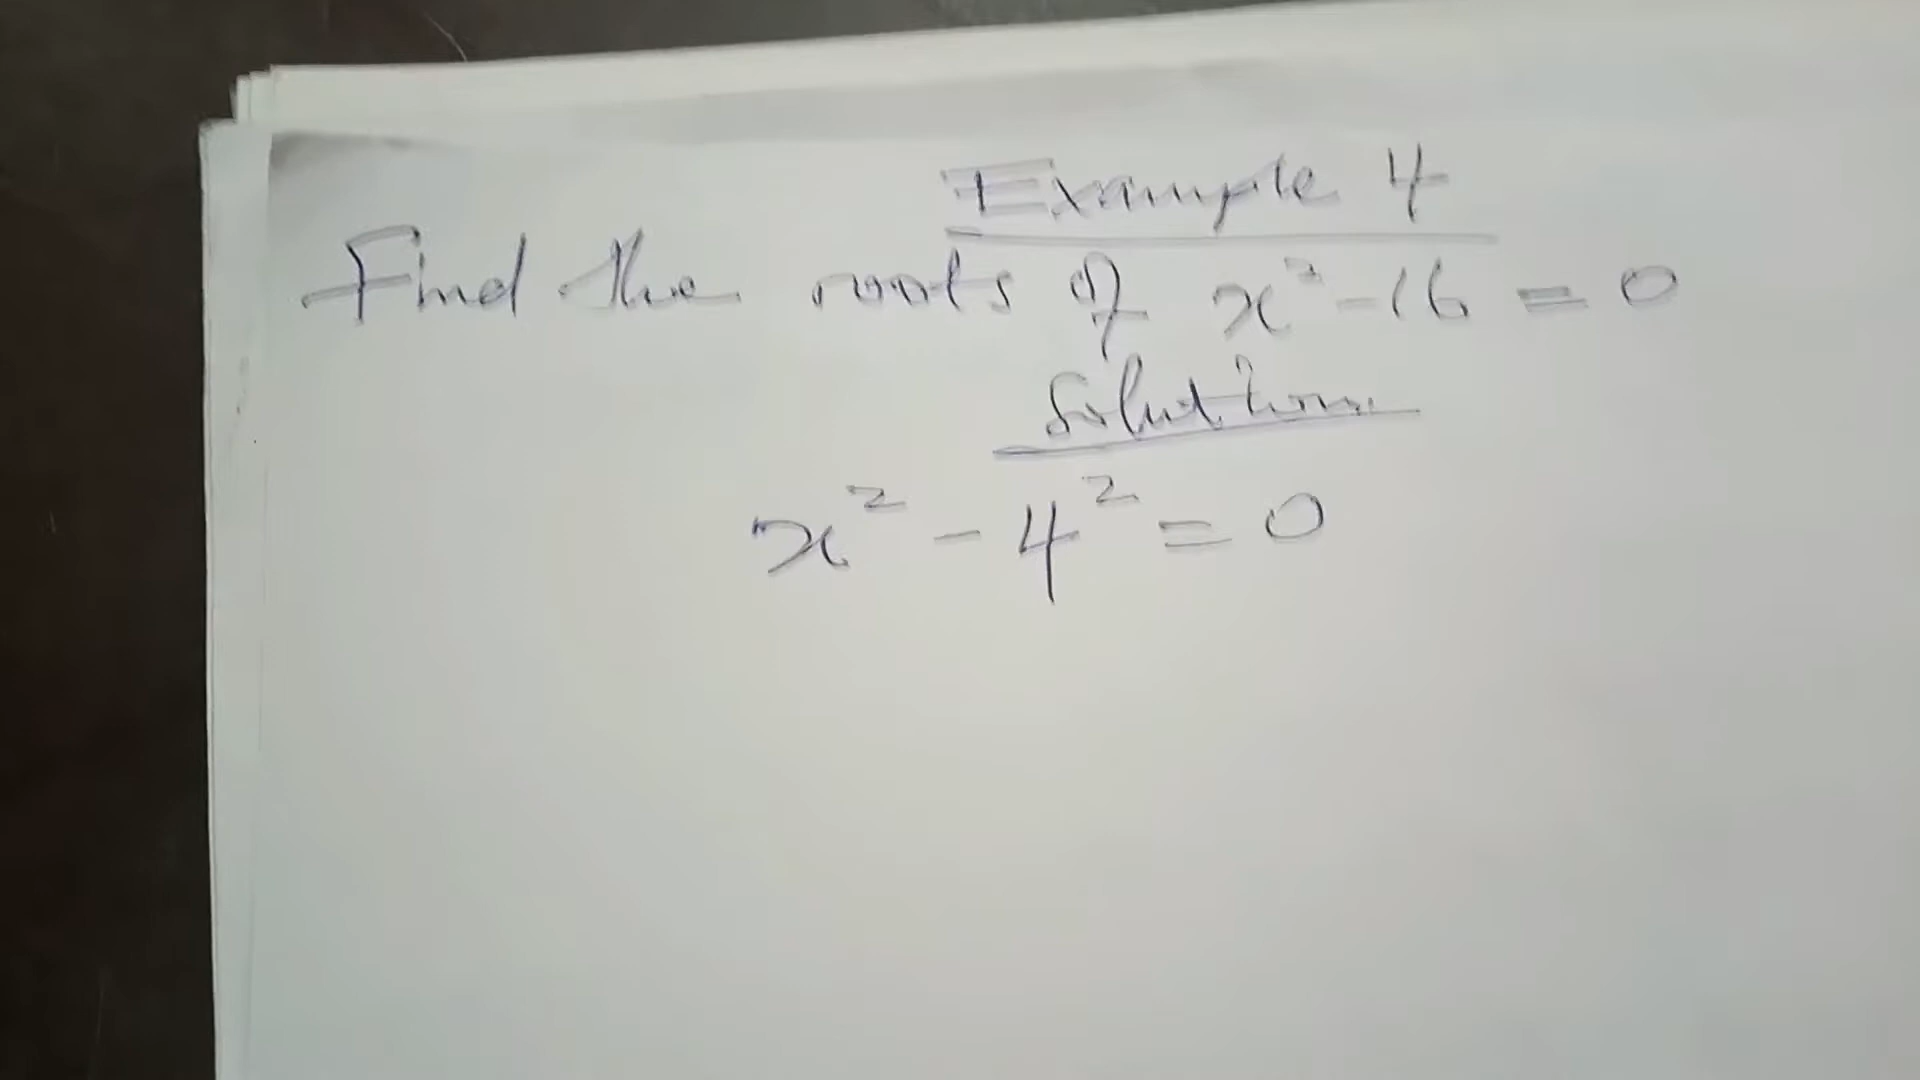 Example 4
Find the roots of x² - 16 = 0
Solution
x² - 4² = 0